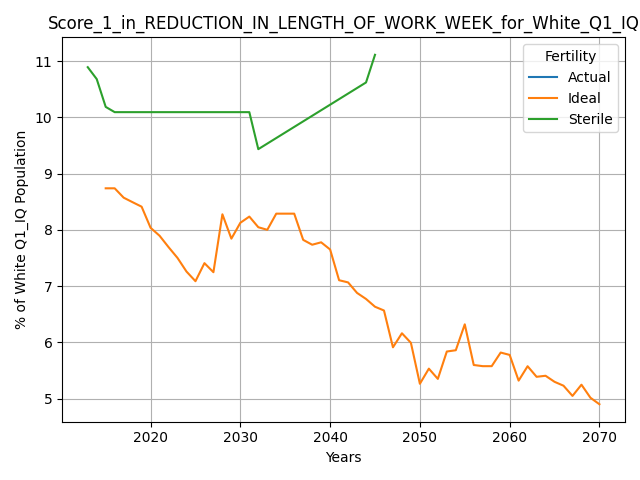 Score_1_in_REDUCTION_IN_LENGTH_OF_WORK_WEEK_for_White_Q1_IQ
Fertility
Actual
Ideal
Sterile
% of White Q1_IQ Population
11
10
9
8
7
6
5
2020 2030 2040 2050 2060 2070
Years